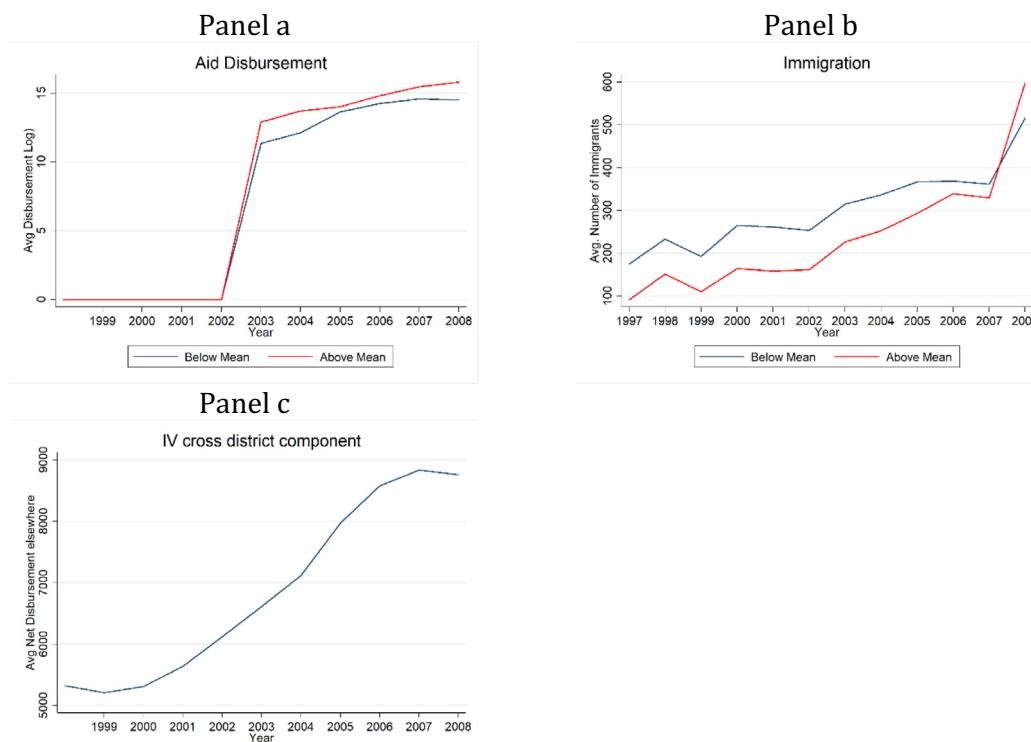 Panel a
Aid Disbursement
Avg Disbursement Log)
15
10
5
0
1999 2000 2001 2002 2003 2004 2005 2006 2007 2008
Year
Below Mean Above Mean
Panel b
Immigration
Avg. Number of Immigrants
600
500
400
300
200
100
1997 1998 1999 2000 2001 2002 2003 2004 2005 2006 2007 200
Year
Below Mean Above Mean
Panel c
IV cross district component
Avg Net Disbursement elsewhere
9000
8000
7000
6000
5000
1999 2000 2001 2002 2003 2004 2005 2006 2007 2008
Year